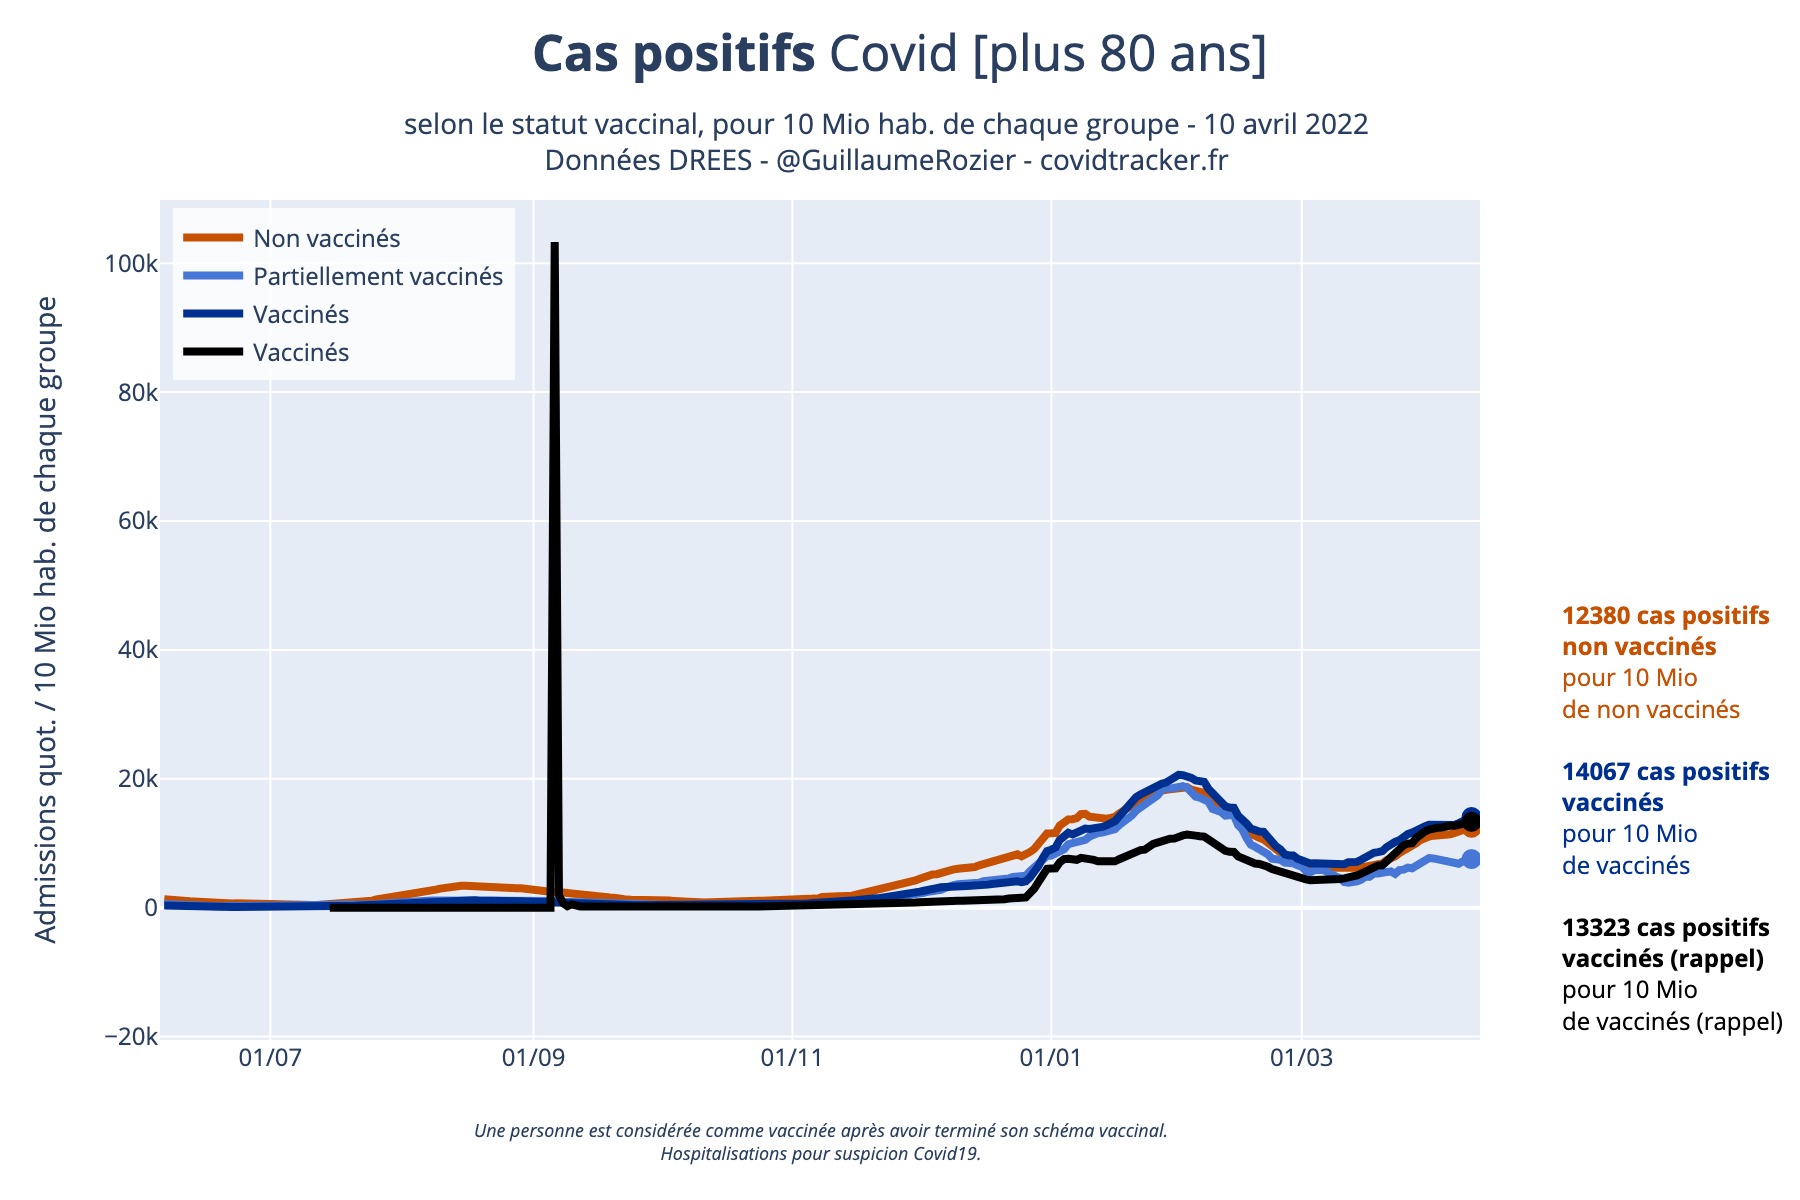 Cas positifs Covid [plus 80 ans]
selon le statut vaccinal, pour 10 Mio hab. de chaque groupe - 10 avril 2022
Données DREES - @GuillaumeRozier - covidtracker.fr
Admissions quot. / 10 Mio hab. de chaque groupe
Non vaccinés
Partiellement vaccinés
Vaccinés
Vaccinés
100k
80k
60k
40k
20k
0
−20k
01/07
01/09
01/11
01/01
01/03
12380 cas positifs
non vaccinés
pour 10 Mio
de non vaccinés
14067 cas positifs
vaccinés
pour 10 Mio
de vaccinés
13323 cas positifs
vaccinés (rappel)
pour 10 Mio
de vaccinés (rappel)
Une personne est considérée comme vaccinée après avoir terminé son schéma vaccinal.
Hospitalisations pour suspicion Covid19.